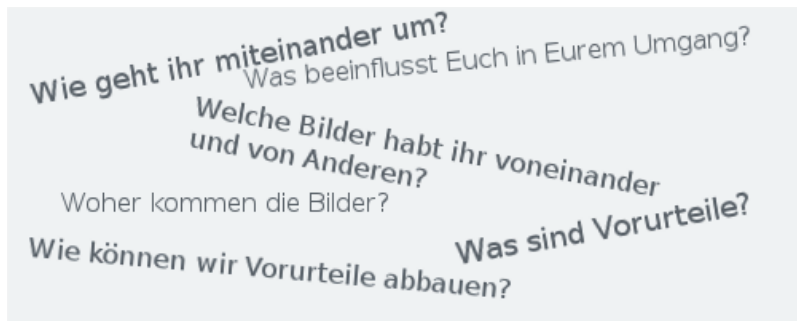 Wie geht ihr miteinander um?
Was beeinflusst Euch in Eurem Umgang?
Welche Bilder habt ihr voneinander
und von Anderen?
Woher kommen die Bilder?
Was sind Vorurteile?
Wie können wir Vorurteile abbauen?